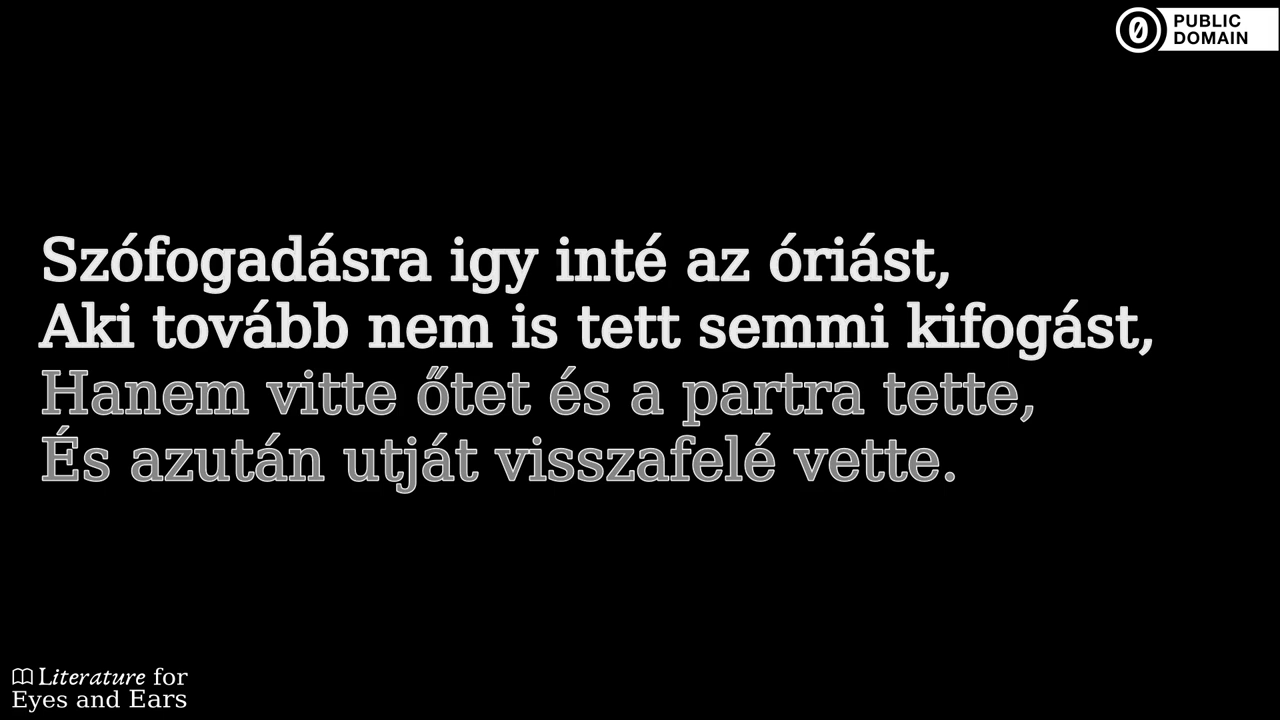 PUBLIC
DOMAIN
Szófogadásra igy inté az óriást,
Aki tovább nem is tett semmi kifogást,
Hanem vitte őtet és a partra tette,
És azután utját visszafelé vette.
Literature for
Eyes and Ears